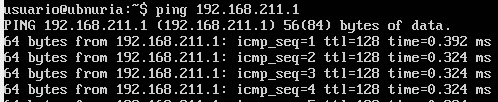 usuario@ubnuria:~$ ping 192.168.211.1
PING 192.168.211.1 (192.168.211.1) 56(84) bytes of data.
64 bytes from 192.168.211.1: icmp_seq=1 ttl=128 time=0.392 ms
64 bytes from 192.168.211.1: icmp_seq=2 ttl=128 time=0.324 ms
64 bytes from 192.168.211.1: icmp_seq=3 ttl=128 time=0.324 ms
64 bytes from 192.168.211.1: icmp_seq=4 ttl=128 time=0.324 ms